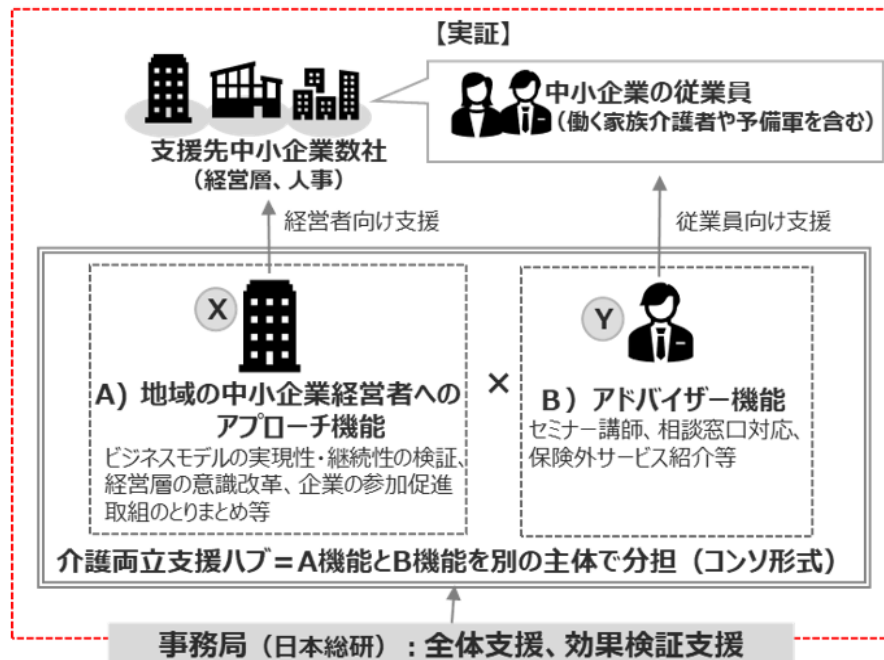 【実証】
中小企業の従業員
（働く家族介護者や予備軍を含む）
支援先中小企業数社
（経営層、人事）
経営者向け支援
従業員向け支援
X
A）地域の中小企業経営者への
アプローチ機能
ビジネスモデルの実現性・継続性の検証、
経営層の意識改革、企業の参加促進
取組のとりまとめ等
×
Y
B）アドバイザー機能
セミナー講師、相談窓口対応、
保険外サービス紹介等
介護両立支援ハブ＝A機能とB機能を別の主体で分担（コンソ形式）
事務局（日本総研）：全体支援、効果検証支援